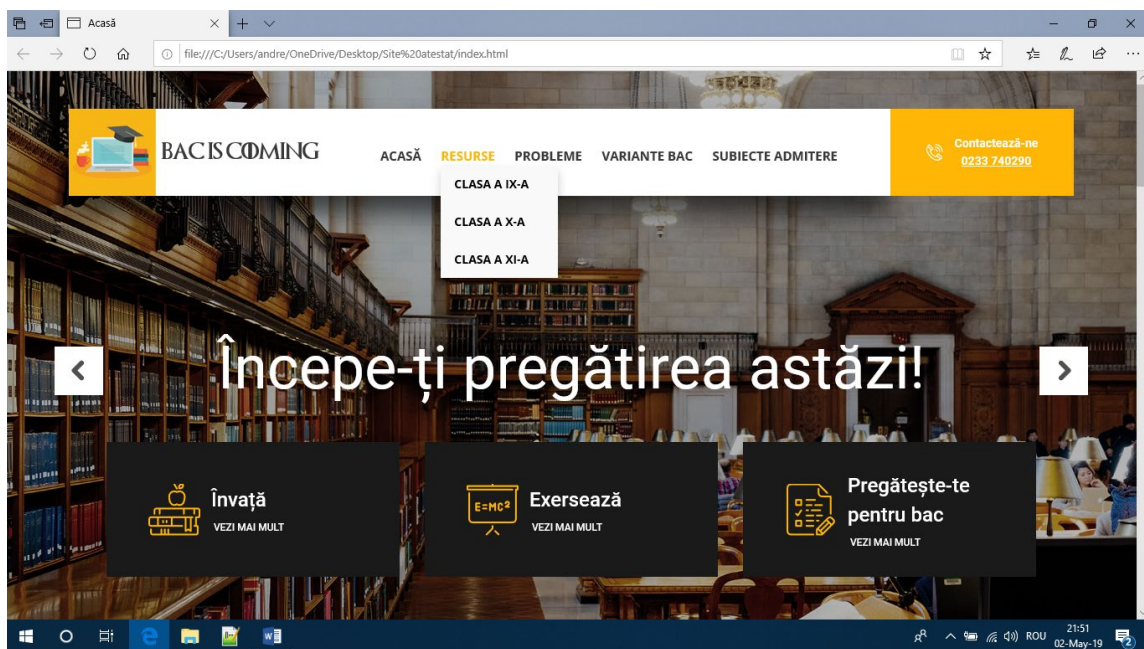 Acasă
file:///C:/Users/andre/OneDrive/Desktop/Site%20atestat/index.html
BAC IS COMING
ACASĂ RESURSE PROBLEME VARIANTE BAC SUBIECTE ADMITERE
Contactează-ne
0233 740290
CLASA A IX-A
CLASA A X-A
CLASA A XI-A
Începe-ți pregătirea astăzi!
Învață
VEZI MAI MULT
E=MC²
Exersează
VEZI MAI MULT
Pregătește-te
pentru bac
VEZI MAI MULT
ROU
21:51
02-May-19
2